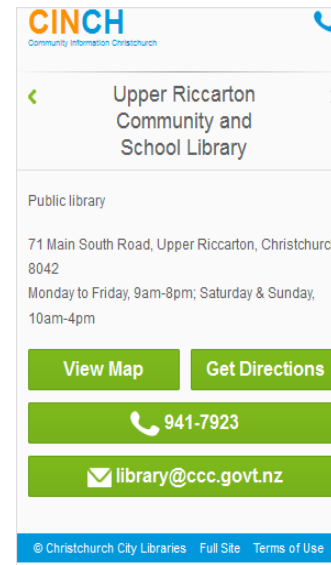 CINCH
Community Information Christchurch
Upper Riccarton
Community and
School Library
Public library
71 Main South Road, Upper Riccarton, Christchurc
8042
Monday to Friday, 9am-8pm; Saturday & Sunday,
10am-4pm
View Map Get Directions
941-7923
library@ccc.govt.nz
© Christchurch City Libraries Full Site Terms of Use